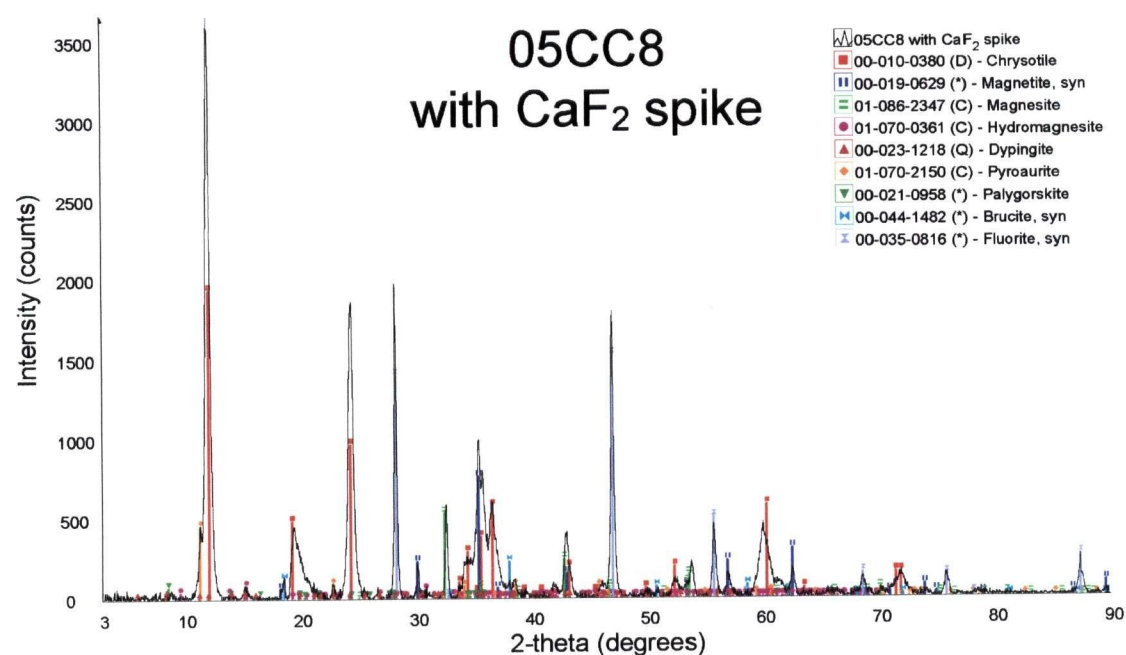 05CC8
with CaF₂ spike
05CC8 with CaF₂ spike
00-010-0380 (D) - Chrysotile
00-019-0629 (*) - Magnetite, syn
01-086-2347 (C) - Magnesite
01-070-0361 (C) - Hydromagnesite
00-023-1218 (Q) - Dypingite
01-070-2150 (C) - Pyroaurite
00-021-0958 (*) - Palygorskite
00-044-1482 (*) - Brucite, syn
00-035-0816 (*) - Fluorite, syn
Intensity (counts)
3500
3000
2500
2000
1500
1000
500
0
3 10 20 30 40 50 60 70 80 90
2-theta (degrees)